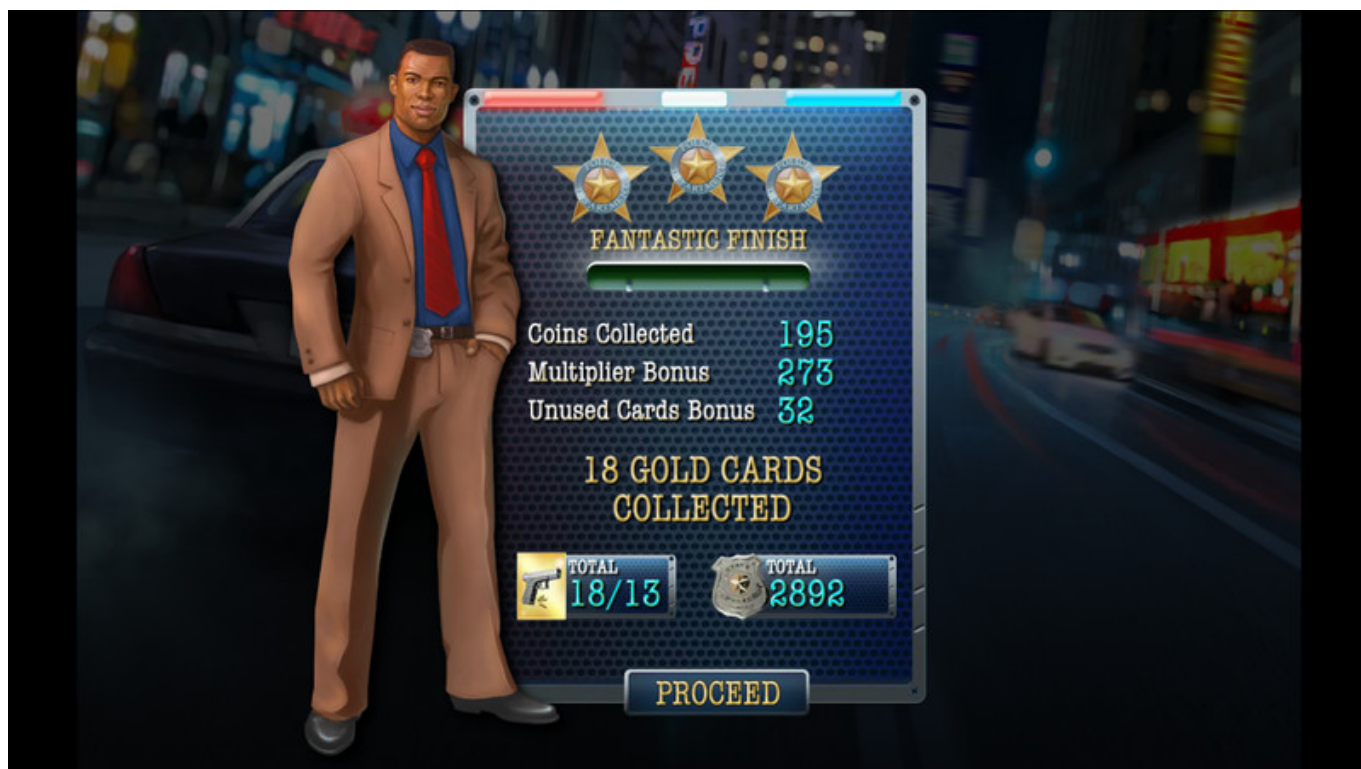 FANTASTIC FINISH
Coins Collected 195
Multiplier Bonus 273
Unused Cards Bonus 32
18 GOLD CARDS
COLLECTED
TOTAL
18/13
TOTAL
2892
PROCEED